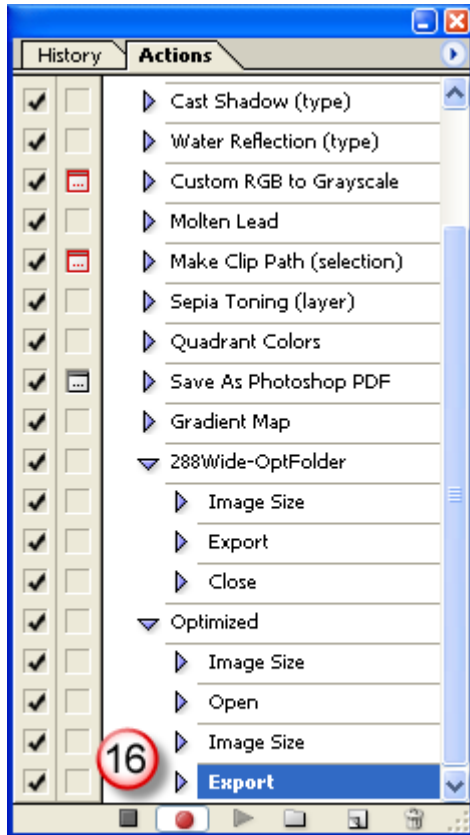 History Actions
Cast Shadow (type)
Water Reflection (type)
Custom RGB to Grayscale
Molten Lead
Make Clip Path (selection)
Sepia Toning (layer)
Quadrant Colors
Save As Photoshop PDF
Gradient Map
288Wide-OptFolder
Image Size
Export
Close
Optimized
Image Size
Open
Image Size
16 Export